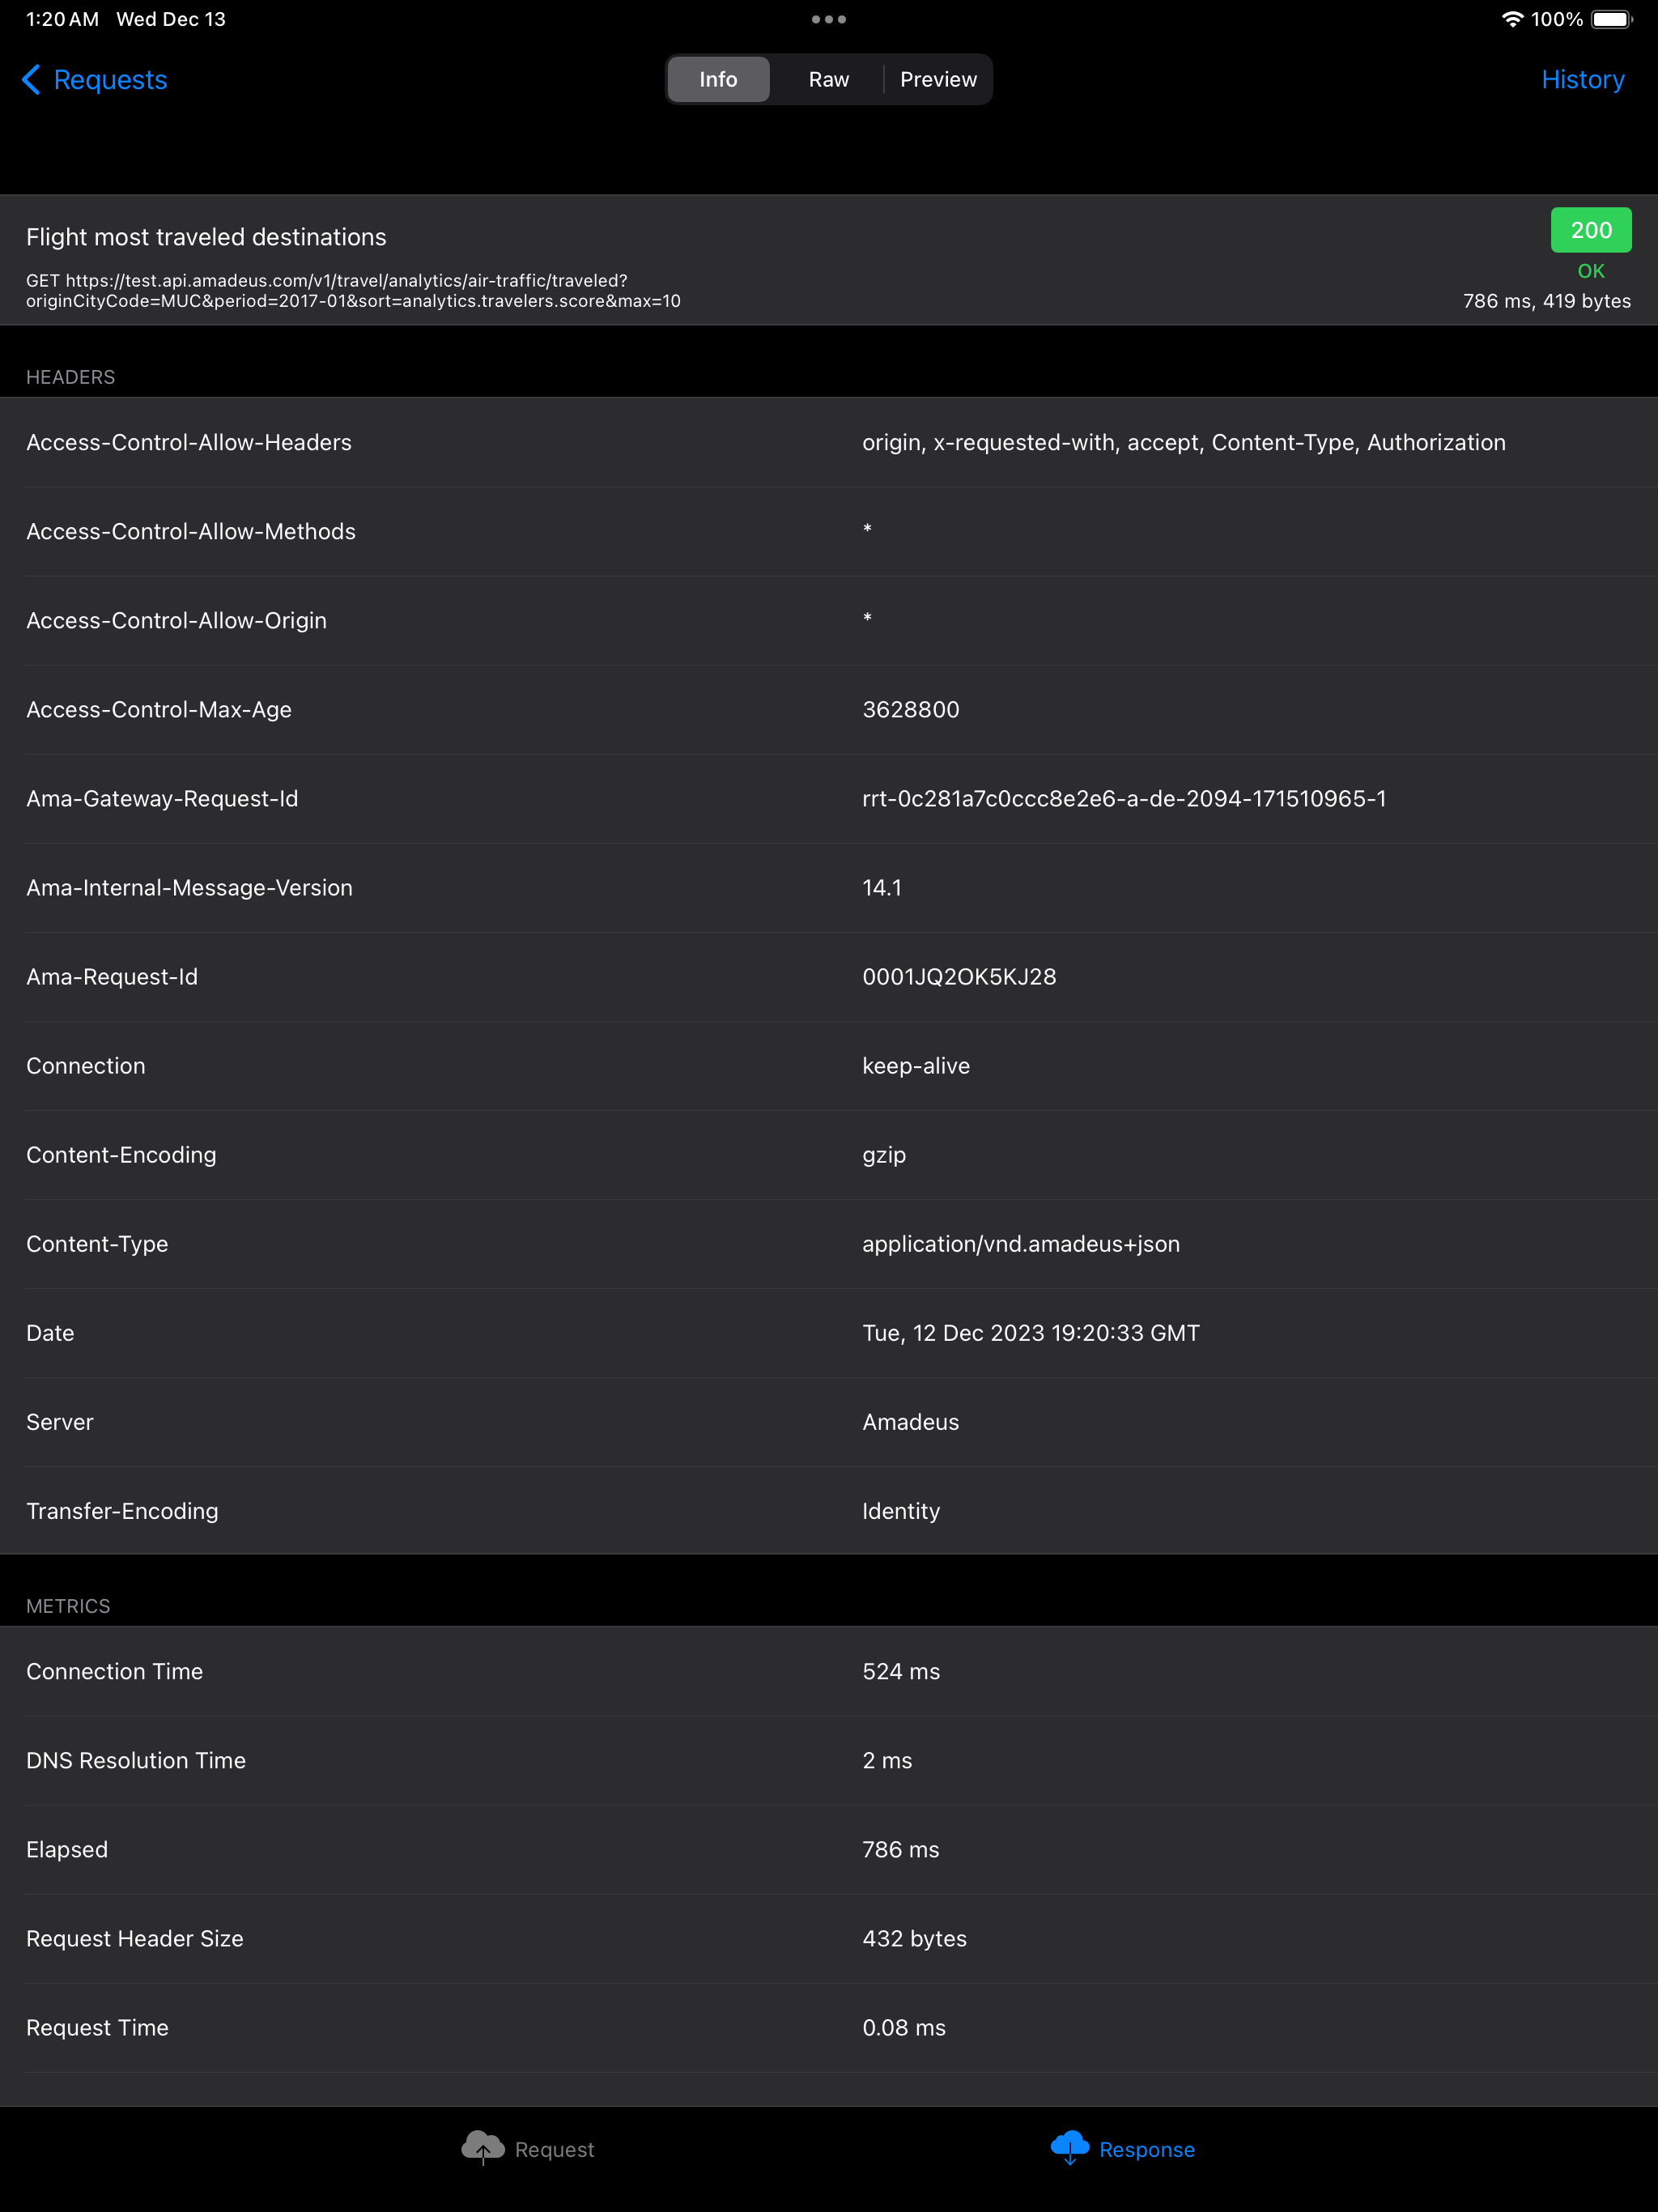 1:20 AM Wed Dec 13
100%
Requests
Info Raw Preview
History
Flight most traveled destinations
200
GET https://test.api.amadeus.com/v1/travel/analytics/air-traffic/traveled?
OK
originCityCode=MUC&period=2017-01&sort=analytics.travelers.score&max=10
786 ms, 419 bytes
HEADERS
Access-Control-Allow-Headers origin, x-requested-with, accept, Content-Type, Authorization
Access-Control-Allow-Methods *
Access-Control-Allow-Origin *
Access-Control-Max-Age 3628800
Ama-Gateway-Request-Id rrt-0c281a7c0ccc8e2e6-a-de-2094-171510965-1
Ama-Internal-Message-Version 14.1
Ama-Request-Id 0001JQ2OK5KJ28
Connection keep-alive
Content-Encoding gzip
Content-Type application/vnd.amadeus+json
Date Tue, 12 Dec 2023 19:20:33 GMT
Server Amadeus
Transfer-Encoding Identity
METRICS
Connection Time 524 ms
DNS Resolution Time 2 ms
Elapsed 786 ms
Request Header Size 432 bytes
Request Time 0.08 ms
Request Response